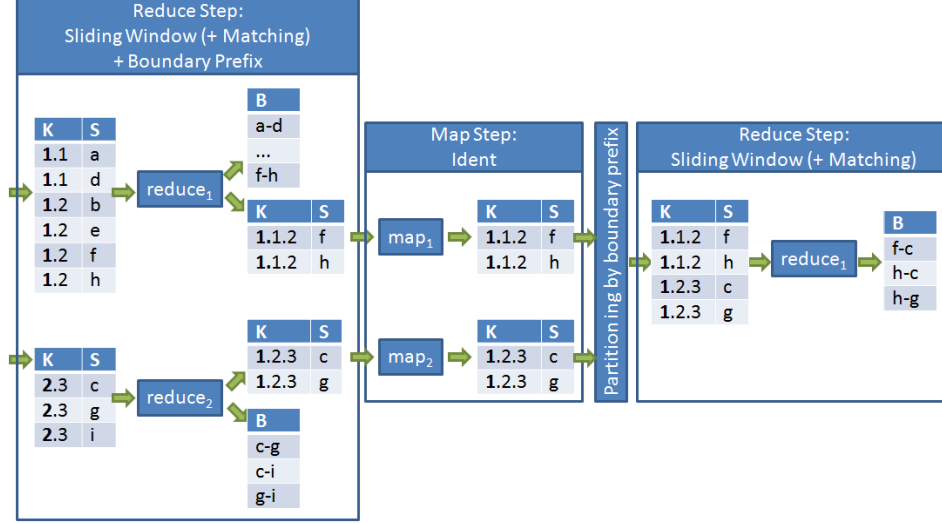 Reduce Step:
Sliding Window (+ Matching)
+ Boundary Prefix
K S
1.1 a
1.1 d
1.2 b
1.2 e
1.2 f
1.2 h
reduce1
B
a-d
...
f-h
K S
1.1.2 f
1.1.2 h
K S
2.3 c
2.3 g
2.3 i
reduce2
K S
1.2.3 c
1.2.3 g
B
c-g
c-i
g-i
Map Step:
Ident
map1
K S
1.1.2 f
1.1.2 h
map2
K S
1.2.3 c
1.2.3 g
Partitioning by boundary prefix
Reduce Step:
Sliding Window (+ Matching)
K S
1.1.2 f
1.1.2 h
1.2.3 c
1.2.3 g
reduce1
B
f-c
h-c
h-g